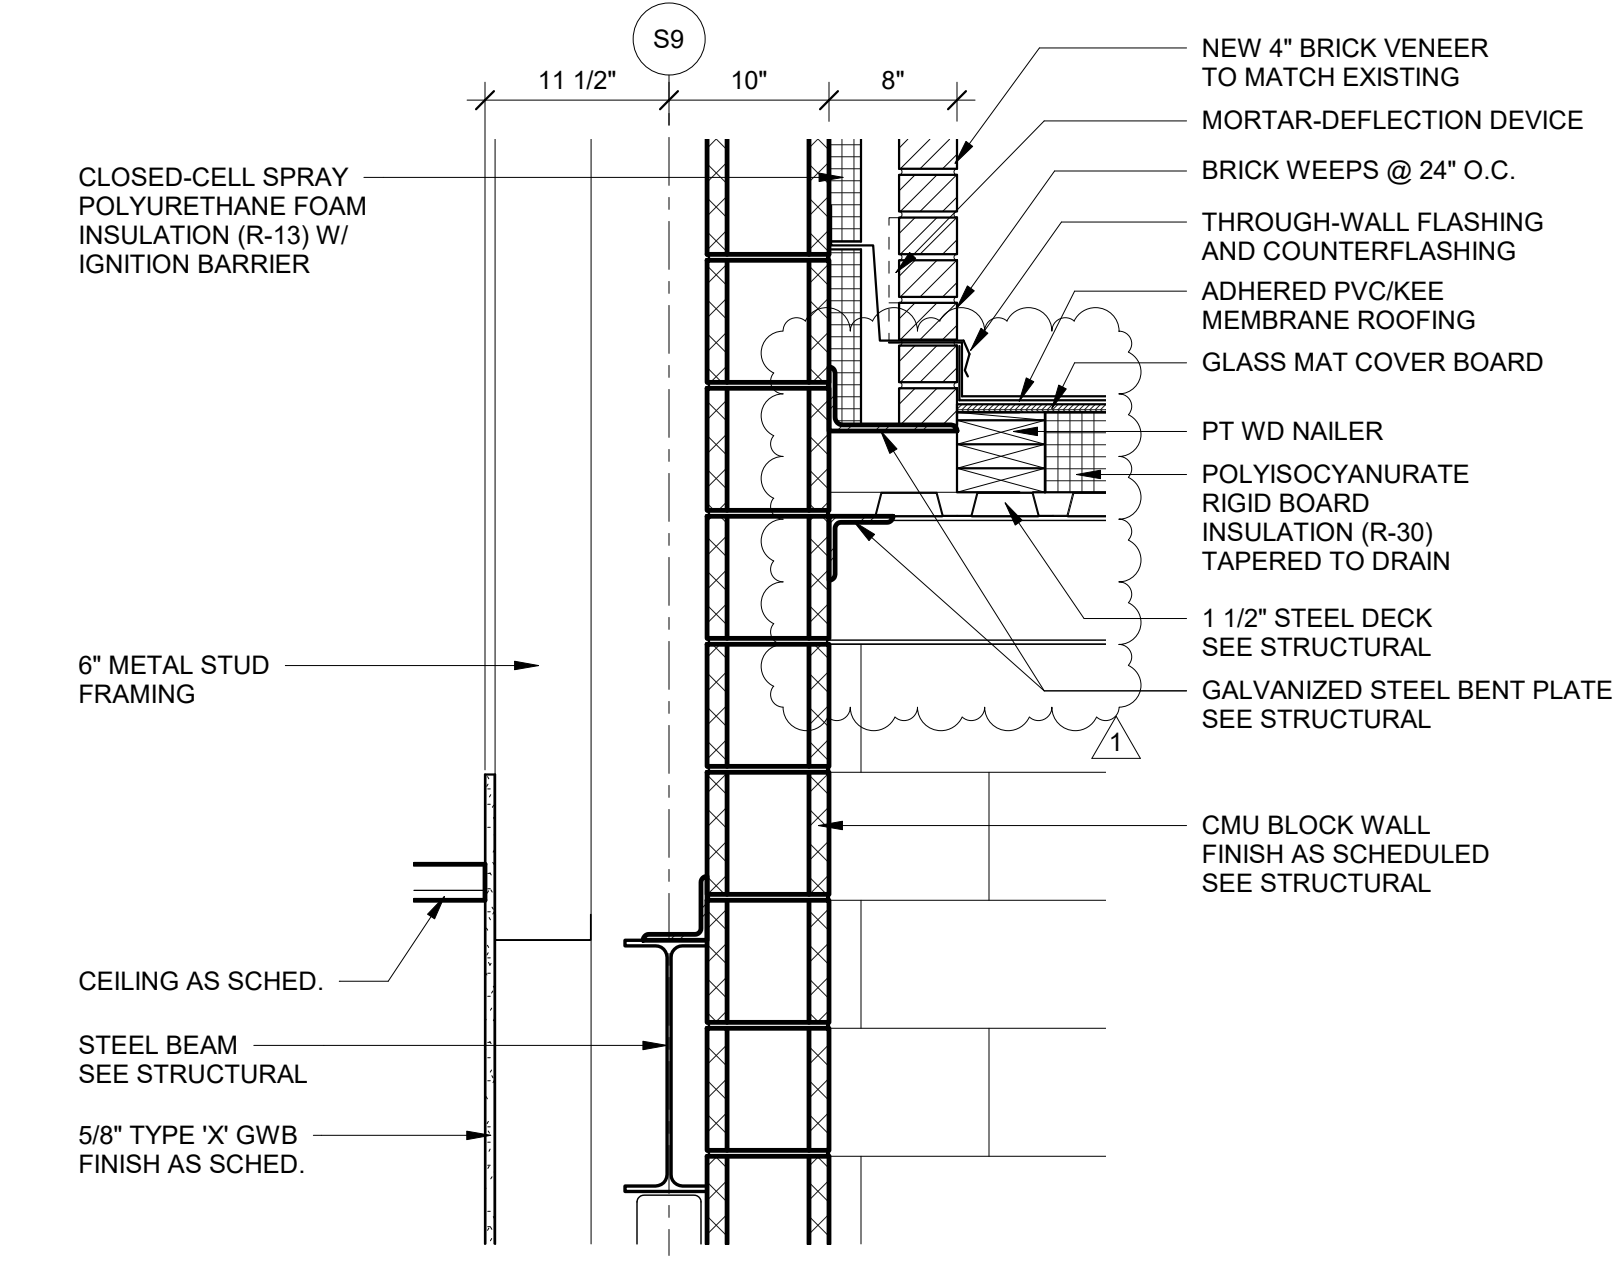 S9
11 1/2"
10"
8"
CLOSED-CELL SPRAY
POLYURETHANE FOAM
INSULATION (R-13) W/
IGNITION BARRIER
6" METAL STUD
FRAMING
CEILING AS SCHED.
STEEL BEAM
SEE STRUCTURAL
5/8" TYPE 'X' GWB
FINISH AS SCHED.
NEW 4" BRICK VENEER
TO MATCH EXISTING
MORTAR-DEFLECTION DEVICE
BRICK WEEPS @ 24" O.C.
THROUGH-WALL FLASHING
AND COUNTERFLASHING
ADHERED PVC/KEE
MEMBRANE ROOFING
GLASS MAT COVER BOARD
PT WD NAILER
POLYISOCYANURATE
RIGID BOARD
INSULATION (R-30)
TAPERED TO DRAIN
1 1/2" STEEL DECK
SEE STRUCTURAL
GALVANIZED STEEL BENT PLATE
SEE STRUCTURAL
1
CMU BLOCK WALL
FINISH AS SCHEDULED
SEE STRUCTURAL